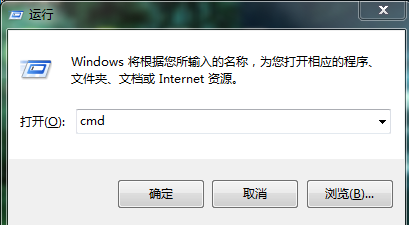 运行
Windows 将根据您所输入的名称，为您打开相应的程序、
文件夹、文档或 Internet 资源。
打开(O): cmd
确定 取消 浏览(B)...